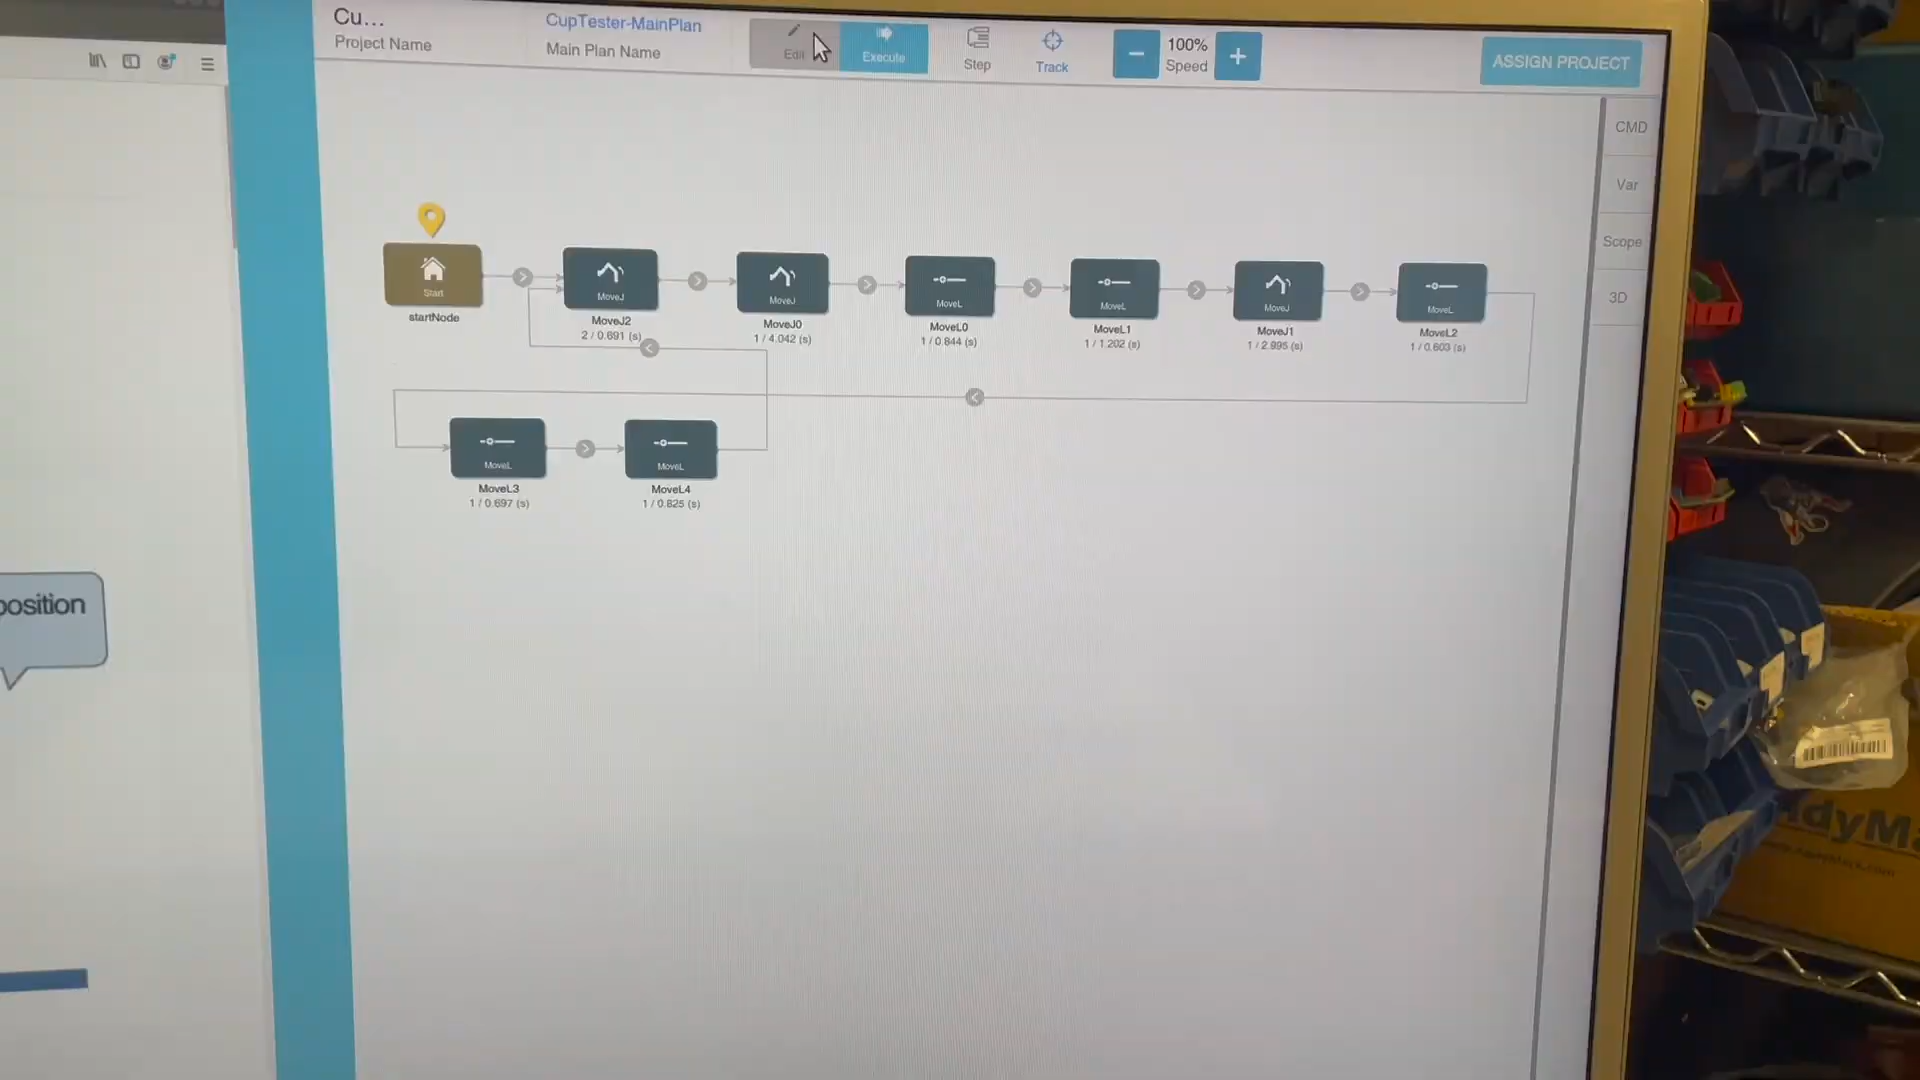 Cu...
Project Name
CupTester-MainPlan
Main Plan Name
Edit
Execute
Step
Track
100%
Speed
ASSIGN PROJECT
CMD
Var
Scope
3D
Start
startNode
MoveJ
MoveJ2
2 / 0.691 (s)
MoveJ
MoveJ0
1 / 4.042 (s)
MoveL
MoveL0
1 / 0.844 (s)
MoveL
MoveL1
1 / 1.202 (s)
MoveJ
MoveJ1
1 / 2.995 (s)
MoveL
MoveL2
1 / 0.603 (s)
MoveL
MoveL3
1 / 0.697 (s)
MoveL
MoveL4
1 / 0.825 (s)
position
dyMa